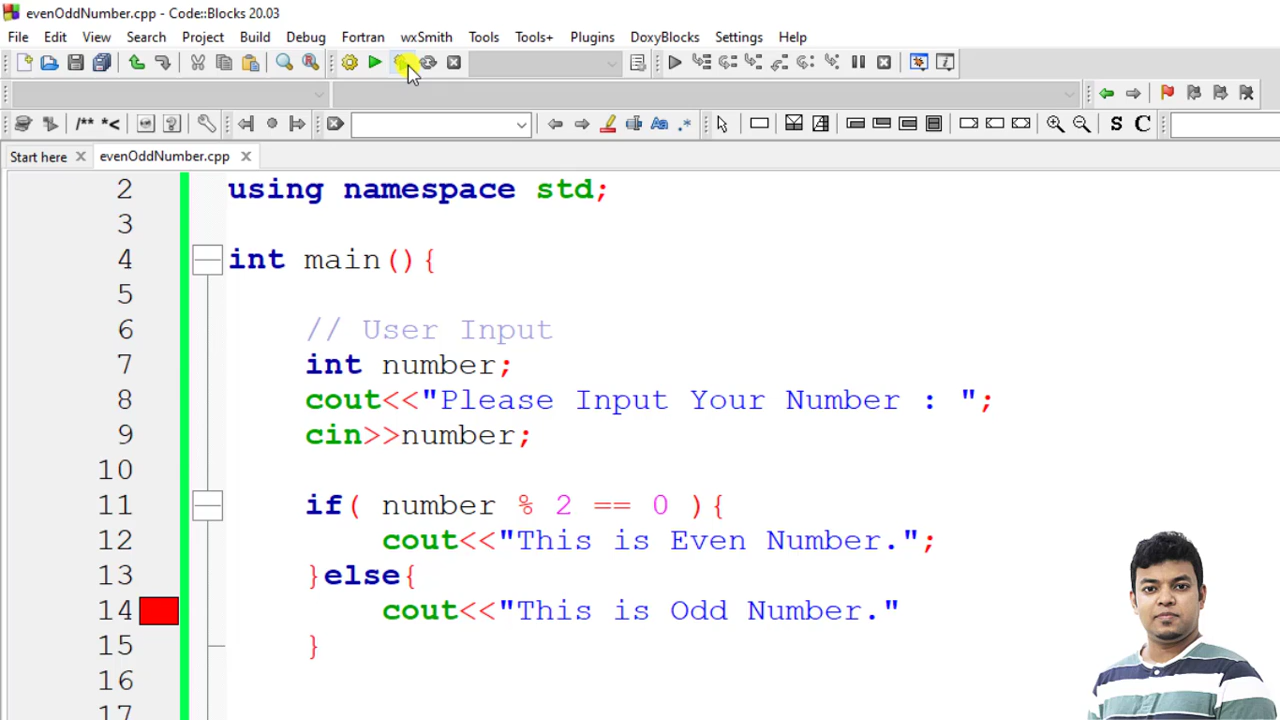 evenOddNumber.cpp - Code::Blocks 20.03
File Edit View Search Project Build Debug Fortran wxSmith Tools Tools+ Plugins DoxyBlocks Settings Help
/** *< Aa .* S C
Start here evenOddNumber.cpp
2 using namespace std;
3
4 int main(){
5
6 // User Input
7 int number;
8 cout<<"Please Input Your Number : ";
9 cin>>number;
10
11 if( number % 2 == 0 ){
12 cout<<"This is Even Number.";
13 }else{
14 cout<<"This is Odd Number."
15 }
16
17